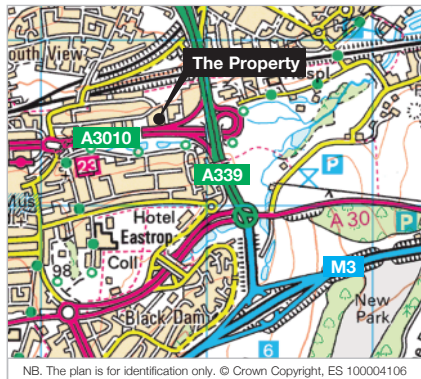 outh View
spl
The Property
A3010
23
A339
P
Mus
Hotel
Eastrop
A 30
P
Coll
98
M3
Black Dam
New
Park
6
NB. The plan is for identification only. © Crown Copyright, ES 100004106